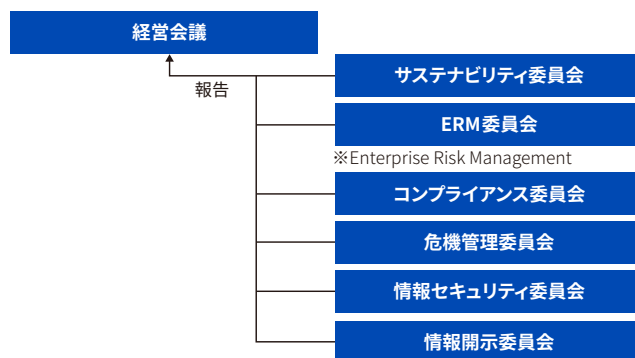 経営会議
報告
サステナビリティ委員会
ERM委員会
※Enterprise Risk Management
コンプライアンス委員会
危機管理委員会
情報セキュリティ委員会
情報開示委員会